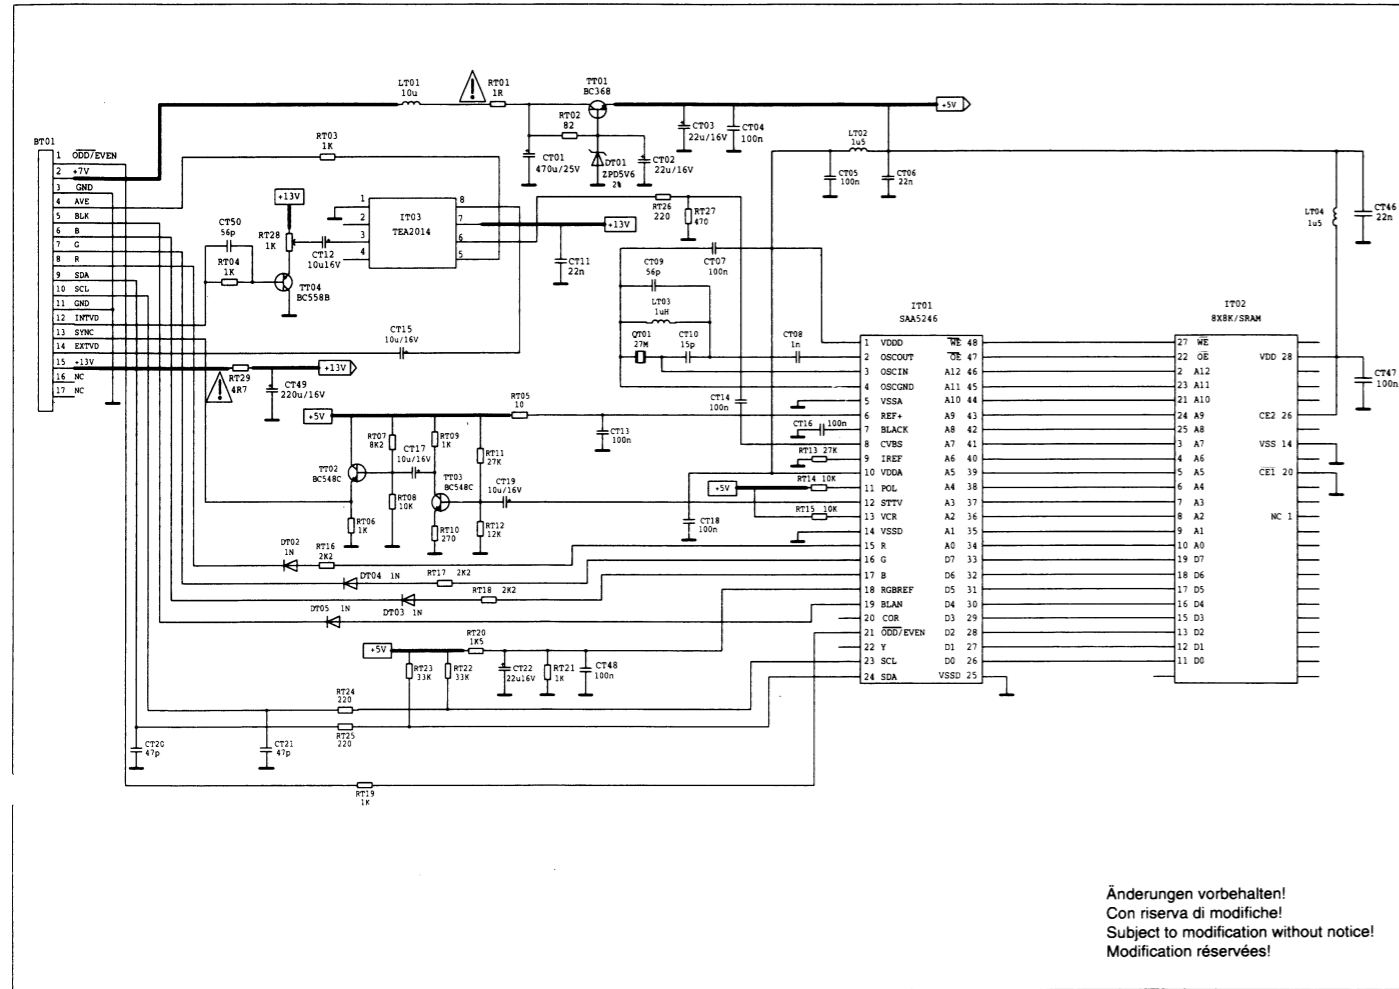 LT01
10u
RT01
1R
TT01
BC368
RT02
82
+5V
CT03
22u/16V
CT04
100n
CT01
470u/25V
DT01
ZPD5V6
2%
CT02
22u/16V
LT02
1u5
CT05
100n
CT06
22n
LT04
1u5
CT46
22n
CT47
100n
BT01
1 ODD/EVEN
2 +7V
3 GND
4 AVE
5 BLK
6 B
7 G
8 R
9 SDA
10 SCL
11 GND
12 INTVD
13 SYNC
14 EXTVD
15 +13V
16 NC
17 NC
RT03
1K
+13V
CT50
56p
RT28
1K
RT04
1K
TT04
BC558B
CT12
10u16V
1
2
3
4
IT03
TEA2014
8
7
6
5
+13V
CT11
22n
RT26
220
RT27
470
CT07
100n
CT09
56p
LT03
1uH
QT01
27M
CT10
15p
CT08
1n
CT15
10u/16V
RT29
4R7
+13V
CT49
220u/16V
+5V
RT05
10
CT14
100n
CT13
100n
CT16 100n
RT13 27K
RT14 10K
+5V
RT15 10K
CT18
100n
RT07
8K2
RT09
1K
CT17
10u/16V
RT11
27K
TT02
BC548C
TT03
BC548C
CT19
10u/16V
RT08
10K
RT06
1K
RT10
270
RT12
12K
DT02
1N
RT16
2K2
DT04 1N
RT17 2K2
DT03 1N
RT18 2K2
DT05 1N
+5V
RT20
1K5
RT23
33K
RT22
33K
CT22
22u16V
RT21
1K
CT48
100n
RT24
220
RT25
220
CT20
47p
CT21
47p
RT19
1K
IT01
SAA5246
1 VDDD WE 48
2 OSCOUT OE 47
3 OSCIN A12 46
4 OSCGND A11 45
5 VSSA A10 44
6 REF+ A9 43
7 BLACK A8 42
8 CVBS A7 41
9 IREF A6 40
10 VDDA A5 39
11 POL A4 38
12 STTV A3 37
13 VCR A2 36
14 VSSD A1 35
15 R A0 34
16 G D7 33
17 B D6 32
18 RGBREF D5 31
19 BLAN D4 30
20 COR D3 29
21 ODD/EVEN D2 28
22 Y D1 27
23 SCL D0 26
24 SDA VSSD 25
IT02
8X8K/SRAM
27 WE
22 OE VDD 28
2 A12
23 A11
21 A10
24 A9 CE2 26
25 A8
3 A7 VSS 14
4 A6
5 A5 CE1 20
6 A4
7 A3
8 A2 NC 1
9 A1
10 A0
19 D7
18 D6
17 D5
16 D4
15 D3
13 D2
12 D1
11 D0
Änderungen vorbehalten!
Con riserva di modifiche!
Subject to modification without notice!
Modification réservées!